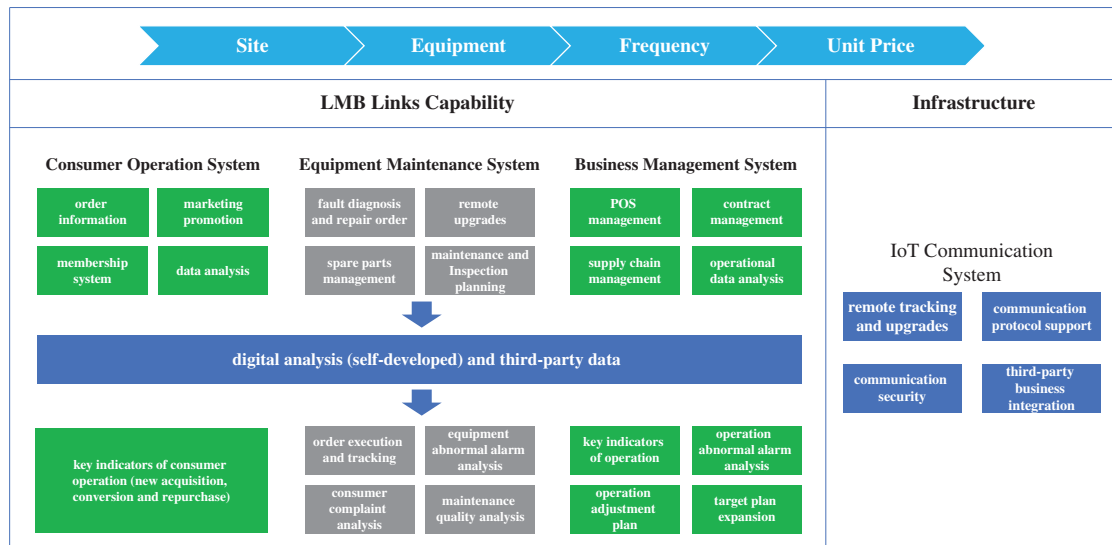 Site
Equipment
Frequency
Unit Price
LMB Links Capability
Infrastructure
Consumer Operation System
order
information
marketing
promotion
membership
system
data analysis
Equipment Maintenance System
fault diagnosis
and repair order
remote
upgrades
spare parts
management
maintenance and
Inspection
planning
Business Management System
POS
management
contract
management
supply chain
management
operational
data analysis
digital analysis (self-developed) and third-party data
key indicators of consumer
operation (new acquisition,
conversion and repurchase)
order execution
and tracking
equipment
abnormal alarm
analysis
consumer
complaint
analysis
maintenance
quality analysis
key indicators
of operation
operation
abnormal alarm
analysis
operation
adjustment
plan
target plan
expansion
IoT Communication
System
remote tracking
and upgrades
communication
protocol support
communication
security
third-party
business
integration